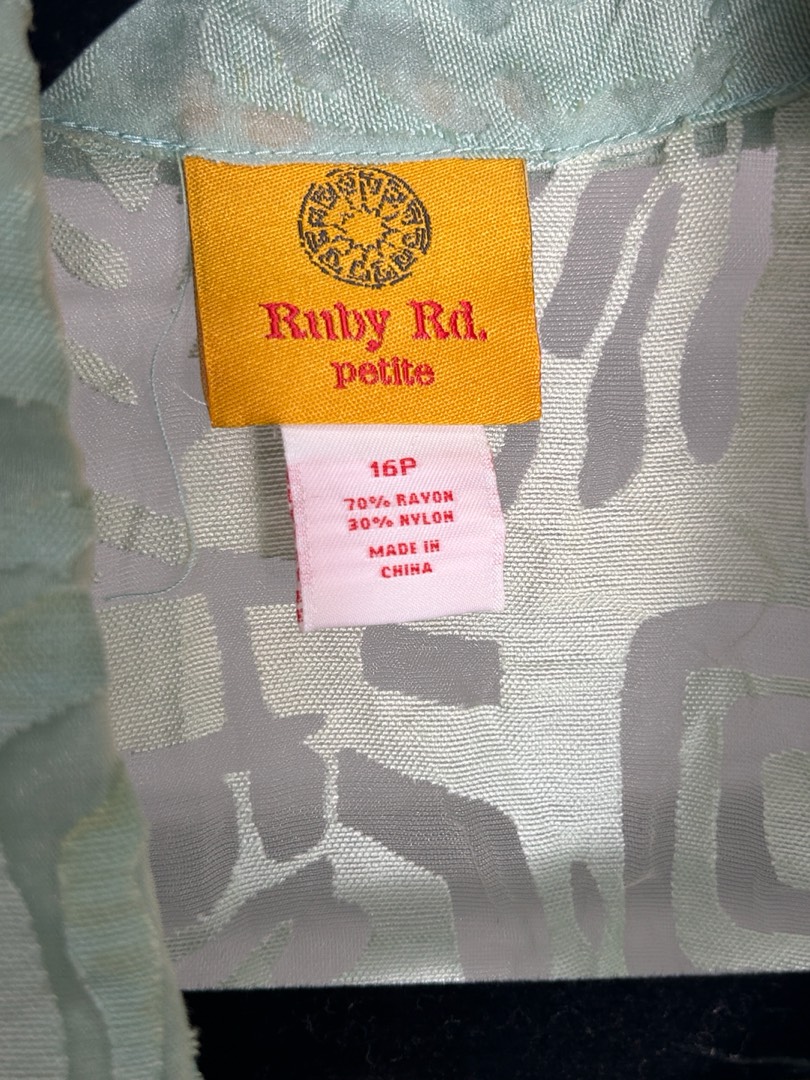 Ruby Rd.
petite
16P
70% RAYON
30% NYLON
MADE IN
CHINA